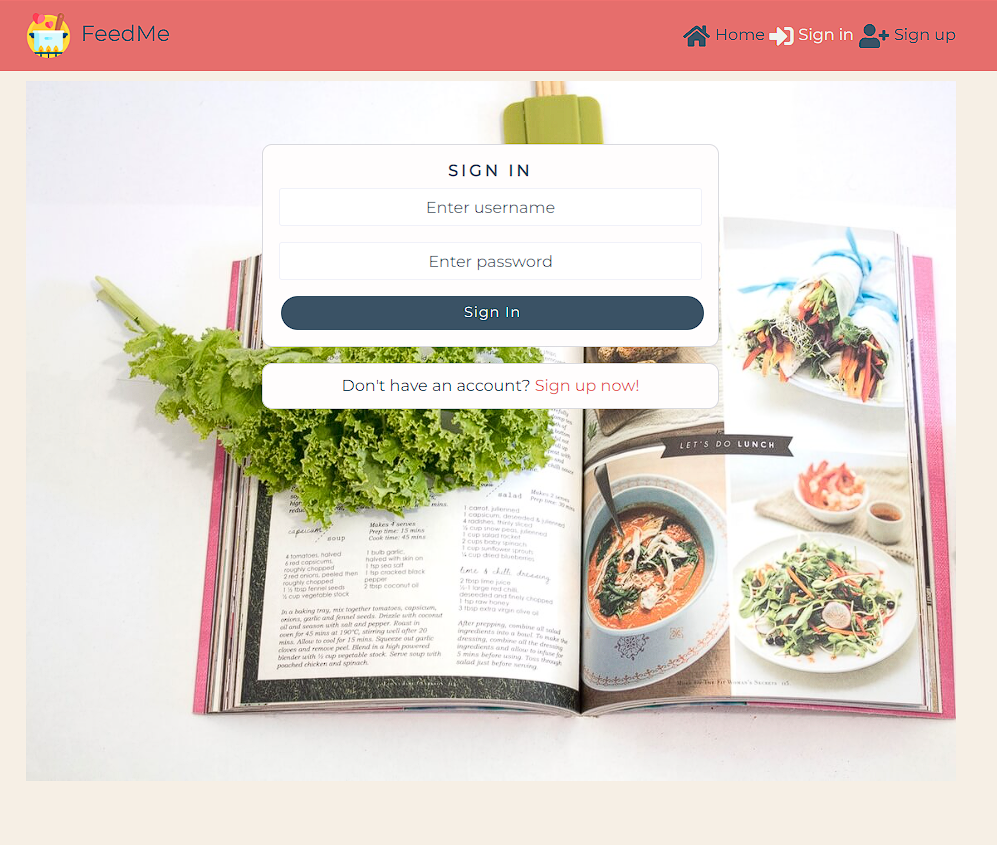 FeedMe
Home
Sign in
Sign up
SIGN IN
Enter username
Enter password
Sign In
Don't have an account? Sign up now!
LET'S DO LUNCH
salad
Makes 2 serves
Prep time: 30 mins
1 carrot, julienned
1 capsicum, deseeded & julienned
4 radishes, thinly sliced
¼ cup snow peas, julienned
1 cup salad rocket
2 cups baby spinach
1 cup sunflower sprouts
¼ cup dried blueberries
lime & chilli dressing
2 tbsp lime juice
½-1 large red chilli,
deseeded and finely chopped
1 tsp raw honey
3 tbsp extra virgin olive oil
After prepping, combine all salad
ingredients into a bowl. To make the
dressing, combine all the dressing
ingredients and allow to infuse for
5 mins before using. Toss through
salad just before serving.
capsicum
soup
Makes 4 serves
Prep time: 15 mins
Cook time: 45 mins
4 tomatoes, halved
6 red capsicums,
roughly chopped
2 red onions, peeled then
roughly chopped
1 ½ tbsp fennel seeds
½ cup vegetable stock
1 bulb garlic,
halved with skin on
1 tsp sea salt
1 tsp cracked black
pepper
2 tbsp coconut oil
In a baking tray, mix together tomatoes, capsicum,
onions, garlic and fennel seeds. Drizzle with coconut
oil and season with salt and pepper. Roast in
oven for 45 mins at 190°C, stirring well after 20
mins. Allow to cool for 15 mins. Squeeze out garlic
cloves and remove peel. Blend in a high powered
blender with ½ cup vegetable stock. Serve soup with
poached chicken and spinach.